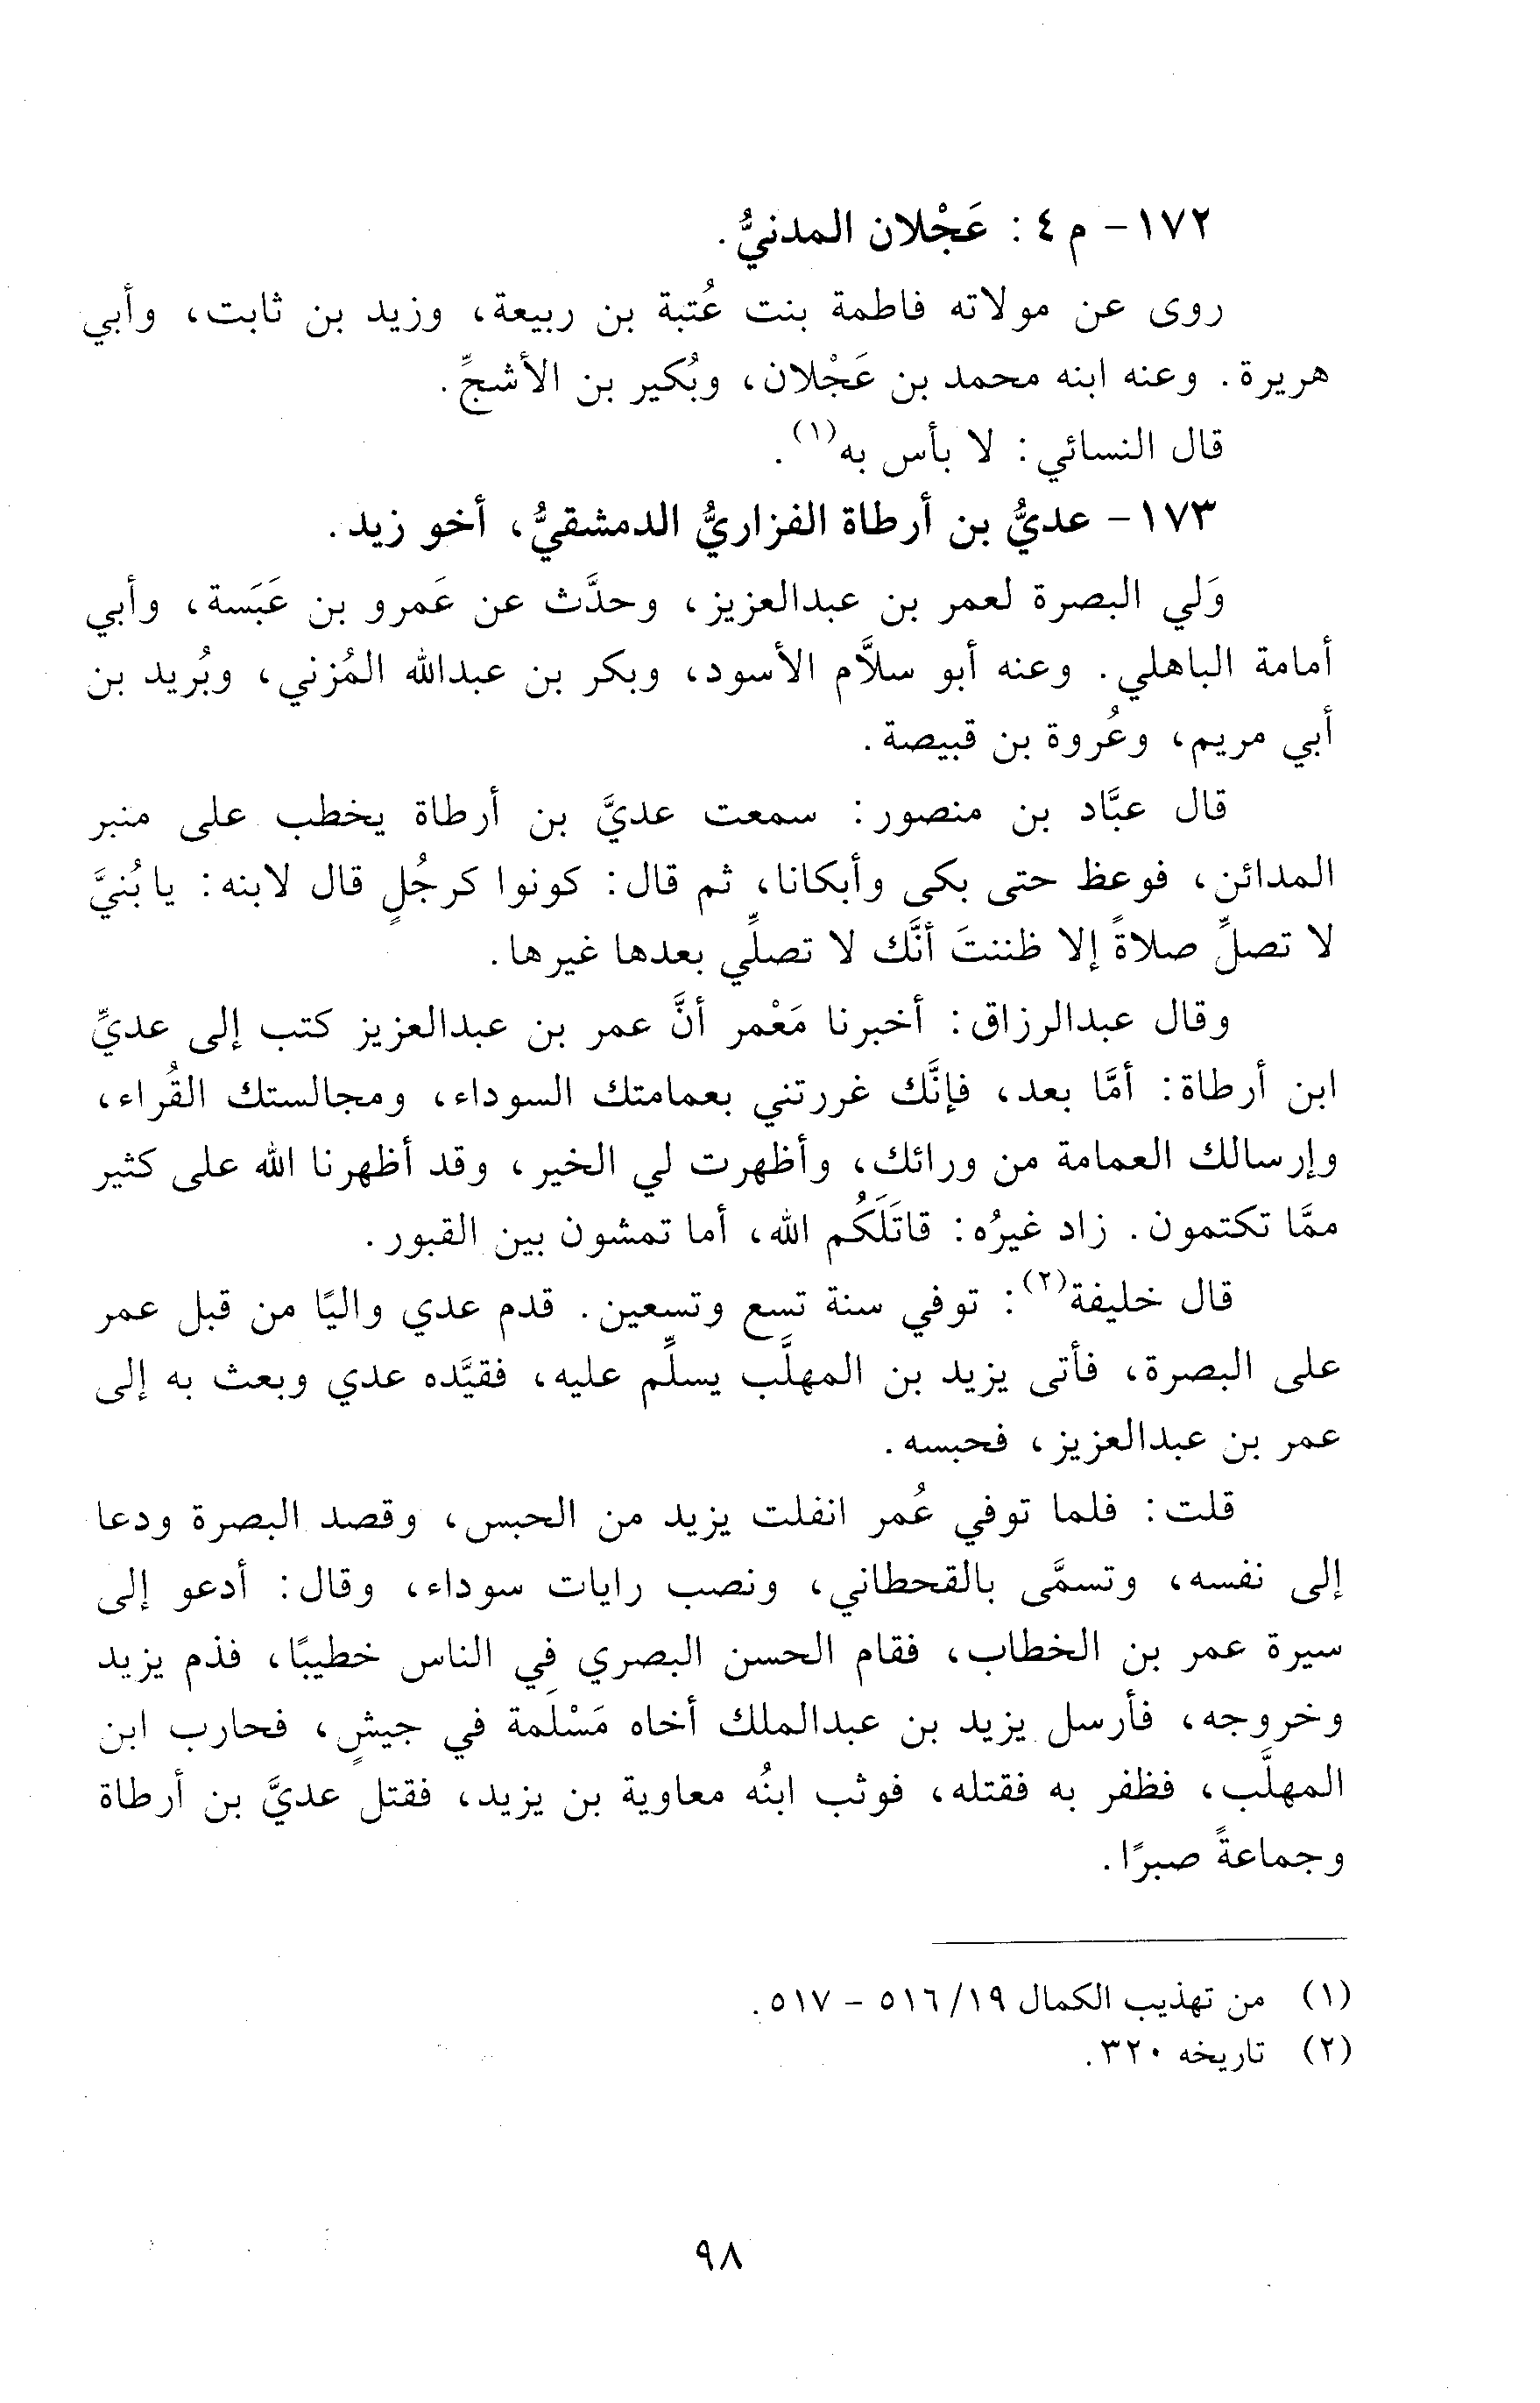 ١٧٢- م ٤ : عَجْلان المدنيُّ.
روى عن مولاته فاطمة بنت عُتبة بن ربيعة، وزيد بن ثابت، وأبي
هريرة. وعنه ابنه محمد بن عَجْلان، وبُكير بن الأشجِّ.
قال النسائي: لا بأس به(١).
١٧٣- عديُّ بن أرطاة الفزاريُّ الدمشقيُّ، أخو زيد.
وَلي البصرة لعمر بن عبدالعزيز، وحدَّث عن عَمرو بن عَبَسة، وأبي
أمامة الباهلي. وعنه أبو سلاَّم الأسود، وبكر بن عبدالله المُزني، وبُريد بن
أبي مريم، وعُروة بن قبيصة.
قال عبَّاد بن منصور: سمعت عديَّ بن أرطاة يخطب على منبر
المدائن، فوعظ حتى بكى وأبكانا، ثم قال: كونوا كرجُلٍ قال لابنه: يا بُنيَّ
لا تصلِّ صلاةً إلا ظننتَ أنَّك لا تصلِّي بعدها غيرها.
وقال عبدالرزاق: أخبرنا مَعْمر أنَّ عمر بن عبدالعزيز كتب إلى عديِّ
ابن أرطاة: أمَّا بعد، فإنَّك غررتني بعمامتك السوداء، ومجالستك القُراء،
وإرسالك العمامة من ورائك، وأظهرت لي الخير، وقد أظهرنا الله على كثير
ممَّا تكتمون. زاد غيرُه: قاتَلَكُم الله، أما تمشون بين القبور.
قال خليفة(٢): توفي سنة تسع وتسعين. قدم عدي واليًا من قبل عمر
على البصرة، فأتى يزيد بن المهلَّب يسلِّم عليه، فقيَّده عدي وبعث به إلى
عمر بن عبدالعزيز، فحبسه.
قلت: فلما توفي عُمر انفلت يزيد من الحبس، وقصد البصرة ودعا
إلى نفسه، وتسمَّى بالقحطاني، ونصب رايات سوداء، وقال: أدعو إلى
سيرة عمر بن الخطاب، فقام الحسن البصري في الناس خطيبًا، فذم يزيد
وخروجه، فأرسل يزيد بن عبدالملك أخاه مَسْلَمة في جيشٍ، فحارب ابن
المهلَّب، فظفر به فقتله، فوثب ابنُه معاوية بن يزيد، فقتل عديَّ بن أرطاة
وجماعةً صبرًا.
(١) من تهذيب الكمال ١٩/ ٥١٦ - ٥١٧.
(٢) تاريخه ٣٢٠.
٩٨